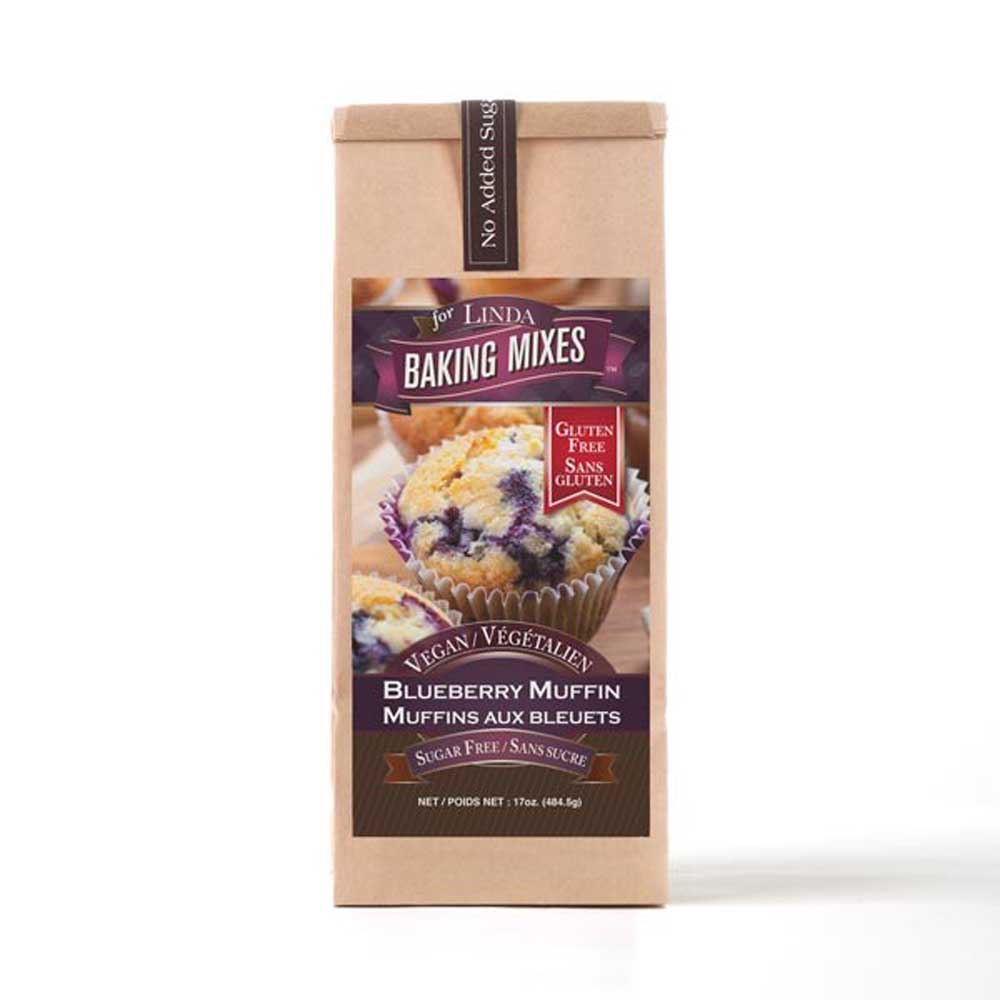 No Added
for LINDA
BAKING MIXES
™
GLUTEN
FREE
SANS
GLUTEN
VEGAN / VÉGÉTALIEN
BLUEBERRY MUFFIN
MUFFINS AUX BLEUETS
SUGAR FREE / SANS SUCRE
NET / POIDS NET : 17oz. (484.5g)